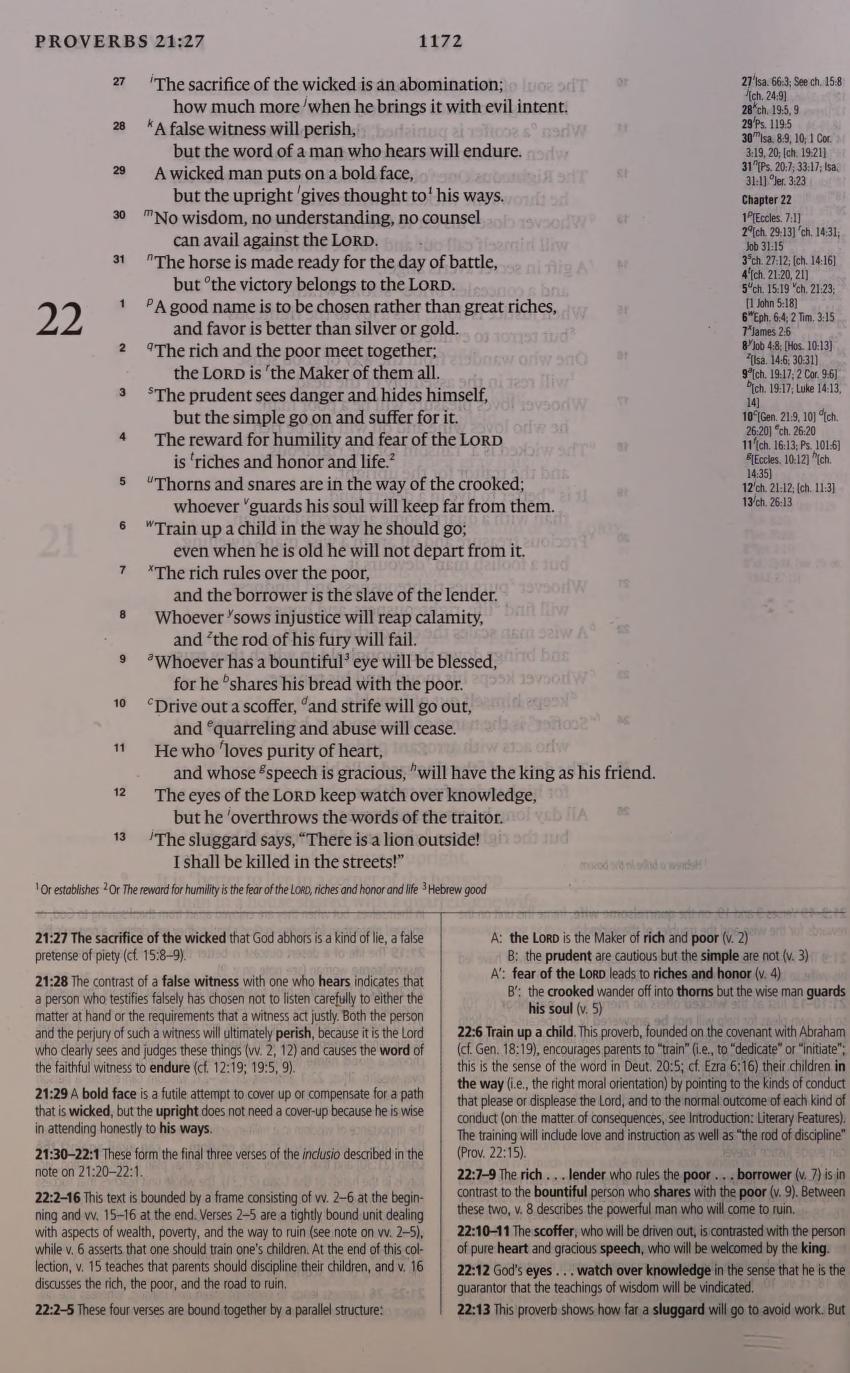 PROVERBS 21:27 1172
27 iThe sacrifice of the wicked is an abomination;
how much more jwhen he brings it with evil intent.
28 kA false witness will perish,
but the word of a man who hears will endure.
29 A wicked man puts on a bold face,
but the upright lgives thought to1 his ways.
30 mNo wisdom, no understanding, no counsel
can avail against the LORD.
31 nThe horse is made ready for the day of battle,
but othe victory belongs to the LORD.
22 1 pA good name is to be chosen rather than great riches,
and favor is better than silver or gold.
2 qThe rich and the poor meet together;
the LORD is rthe Maker of them all.
3 sThe prudent sees danger and hides himself,
but the simple go on and suffer for it.
4 The reward for humility and fear of the LORD
is triches and honor and life.2
5 uThorns and snares are in the way of the crooked;
whoever vguards his soul will keep far from them.
6 wTrain up a child in the way he should go;
even when he is old he will not depart from it.
7 xThe rich rules over the poor,
and the borrower is the slave of the lender.
8 Whoever ysows injustice will reap calamity,
and zthe rod of his fury will fail.
9 aWhoever has a bountiful3 eye will be blessed,
for he bshares his bread with the poor.
10 cDrive out a scoffer, dand strife will go out,
and equarreling and abuse will cease.
11 He who floves purity of heart,
and whose gspeech is gracious, hwill have the king as his friend.
12 The eyes of the LORD keep watch over knowledge,
but he ioverthrows the words of the traitor.
13 jThe sluggard says, “There is a lion outside!
I shall be killed in the streets!”
27 iIsa. 66:3; See ch. 15:8
j[ch. 24:9]
28 kch. 19:5, 9
29 lPs. 119:5
30 mIsa. 8:9, 10; 1 Cor.
3:19, 20; [ch. 19:21]
31 n[Ps. 20:7; 33:17; Isa.
31:1] oJer. 3:23
Chapter 22
1 p[Eccles. 7:1]
2 q[ch. 29:13] rch. 14:31;
Job 31:15
3 sch. 27:12; [ch. 14:16]
4 t[ch. 21:20, 21]
5 uch. 15:19 vch. 21:23;
[1 John 5:18]
6 wEph. 6:4; 2 Tim. 3:15
7 xJames 2:6
8 yJob 4:8; [Hos. 10:13]
z[Isa. 14:6; 30:31]
9 a[ch. 19:17; 2 Cor. 9:6]
b[ch. 19:17; Luke 14:13,
14]
10 c[Gen. 21:9, 10] d[ch.
26:20] ech. 26:20
11 f[ch. 16:13; Ps. 101:6]
g[Eccles. 10:12] h[ch.
14:35]
12 ich. 21:12; [ch. 11:3]
13 jch. 26:13
1 Or establishes 2 Or The reward for humility is the fear of the LORD, riches and honor and life 3 Hebrew good
21:27 The sacrifice of the wicked that God abhors is a kind of lie, a false
pretense of piety (cf. 15:8–9).
21:28 The contrast of a false witness with one who hears indicates that
a person who testifies falsely has chosen not to listen carefully to either the
matter at hand or the requirements that a witness act justly. Both the person
and the perjury of such a witness will ultimately perish, because it is the Lord
who clearly sees and judges these things (vv. 2, 12) and causes the word of
the faithful witness to endure (cf. 12:19; 19:5, 9).
21:29 A bold face is a futile attempt to cover up or compensate for a path
that is wicked, but the upright does not need a cover-up because he is wise
in attending honestly to his ways.
21:30–22:1 These form the final three verses of the inclusio described in the
note on 21:20–22:1.
22:2–16 This text is bounded by a frame consisting of vv. 2–6 at the begin-
ning and vv. 15–16 at the end. Verses 2–5 are a tightly bound unit dealing
with aspects of wealth, poverty, and the way to ruin (see note on vv. 2–5),
while v. 6 asserts that one should train one's children. At the end of this col-
lection, v. 15 teaches that parents should discipline their children, and v. 16
discusses the rich, the poor, and the road to ruin.
22:2–5 These four verses are bound together by a parallel structure:
A: the LORD is the Maker of rich and poor (v. 2)
B: the prudent are cautious but the simple are not (v. 3)
A′: fear of the LORD leads to riches and honor (v. 4)
B′: the crooked wander off into thorns but the wise man guards
his soul (v. 5)
22:6 Train up a child. This proverb, founded on the covenant with Abraham
(cf. Gen. 18:19), encourages parents to “train” (i.e., to “dedicate” or “initiate”;
this is the sense of the word in Deut. 20:5; cf. Ezra 6:16) their children in
the way (i.e., the right moral orientation) by pointing to the kinds of conduct
that please or displease the Lord, and to the normal outcome of each kind of
conduct (on the matter of consequences, see Introduction: Literary Features).
The training will include love and instruction as well as “the rod of discipline”
(Prov. 22:15).
22:7–9 The rich . . . lender who rules the poor . . . borrower (v. 7) is in
contrast to the bountiful person who shares with the poor (v. 9). Between
these two, v. 8 describes the powerful man who will come to ruin.
22:10–11 The scoffer, who will be driven out, is contrasted with the person
of pure heart and gracious speech, who will be welcomed by the king.
22:12 God's eyes . . . watch over knowledge in the sense that he is the
guarantor that the teachings of wisdom will be vindicated.
22:13 This proverb shows how far a sluggard will go to avoid work. But